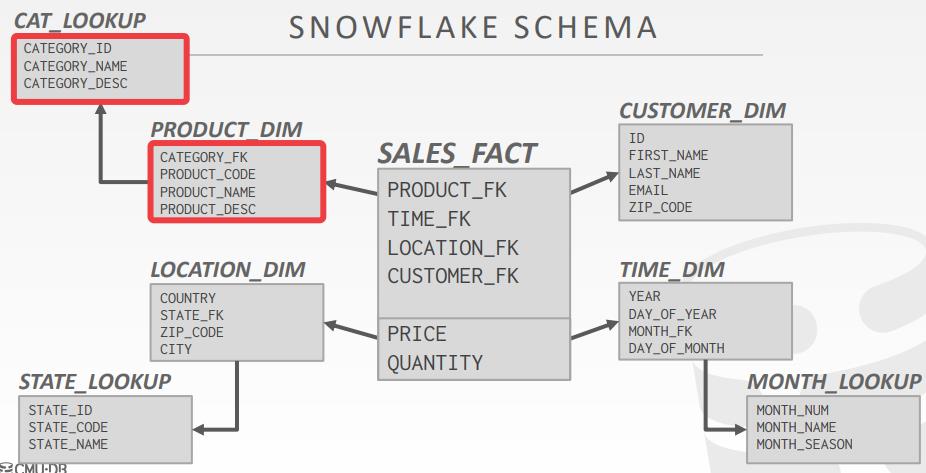 SNOWFLAKE SCHEMA
CAT_LOOKUP
CATEGORY_ID
CATEGORY_NAME
CATEGORY_DESC
PRODUCT_DIM
CATEGORY_FK
PRODUCT_CODE
PRODUCT_NAME
PRODUCT_DESC
SALES_FACT
PRODUCT_FK
TIME_FK
LOCATION_FK
CUSTOMER_FK
PRICE
QUANTITY
CUSTOMER_DIM
ID
FIRST_NAME
LAST_NAME
EMAIL
ZIP_CODE
LOCATION_DIM
COUNTRY
STATE_FK
ZIP_CODE
CITY
TIME_DIM
YEAR
DAY_OF_YEAR
MONTH_FK
DAY_OF_MONTH
STATE_LOOKUP
STATE_ID
STATE_CODE
STATE_NAME
MONTH_LOOKUP
MONTH_NUM
MONTH_NAME
MONTH_SEASON
CMU·DB